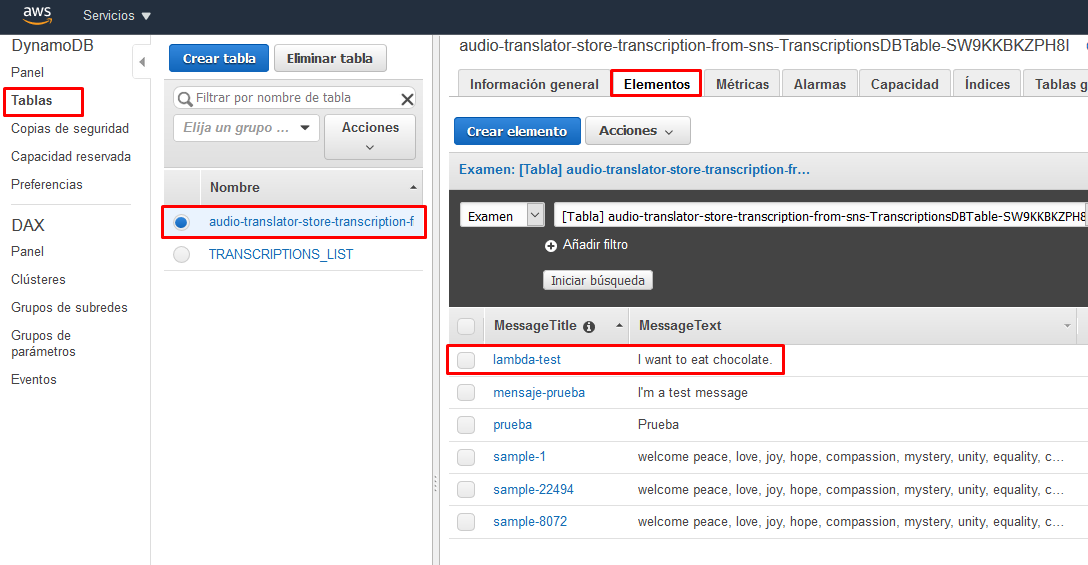 aws
Servicios
DynamoDB
Panel
Tablas
Copias de seguridad
Capacidad reservada
Preferencias
DAX
Panel
Clústeres
Grupos de subredes
Grupos de
parámetros
Eventos
Crear tabla
Eliminar tabla
Filtrar por nombre de tabla
Elija un grupo ...
Acciones
Nombre
audio-translator-store-transcription-f
TRANSCRIPTIONS_LIST
audio-translator-store-transcription-from-sns-TranscriptionsDBTable-SW9KKBKZPH8I
Información general
Elementos
Métricas
Alarmas
Capacidad
Índices
Tablas g
Crear elemento
Acciones
Examen: [Tabla] audio-translator-store-transcription-fr...
Examen
[Tabla] audio-translator-store-transcription-from-sns-TranscriptionsDBTable-SW9KKBKZPH8
Añadir filtro
Iniciar búsqueda
MessageTitle MessageText
lambda-test I want to eat chocolate.
mensaje-prueba I'm a test message
prueba Prueba
sample-1 welcome peace, love, joy, hope, compassion, mystery, unity, equality, c...
sample-22494 welcome peace, love, joy, hope, compassion, mystery, unity, equality, c...
sample-8072 welcome peace, love, joy, hope, compassion, mystery, unity, equality, c...